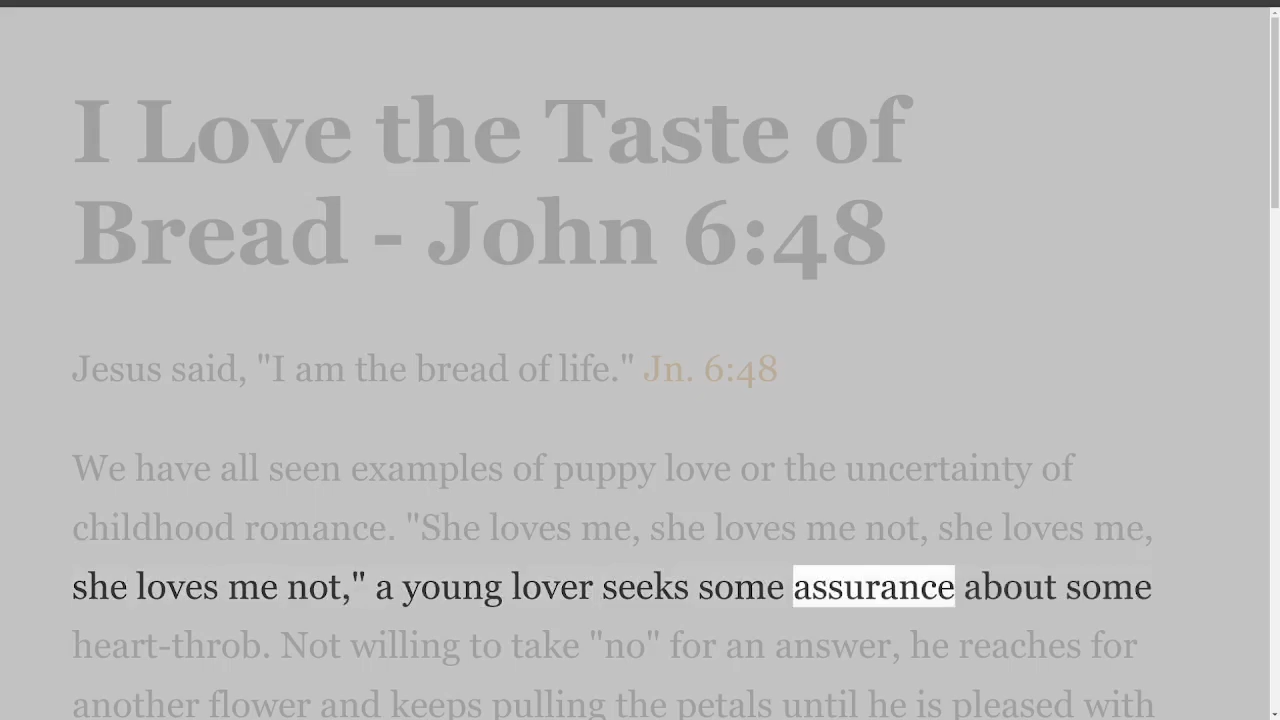 I Love the Taste of
Bread - John 6:48
Jesus said, "I am the bread of life." Jn. 6:48
We have all seen examples of puppy love or the uncertainty of
childhood romance. "She loves me, she loves me not, she loves me,
she loves me not," a young lover seeks some assurance about some
heart-throb. Not willing to take "no" for an answer, he reaches for
another flower and keeps pulling the petals until he is pleased with